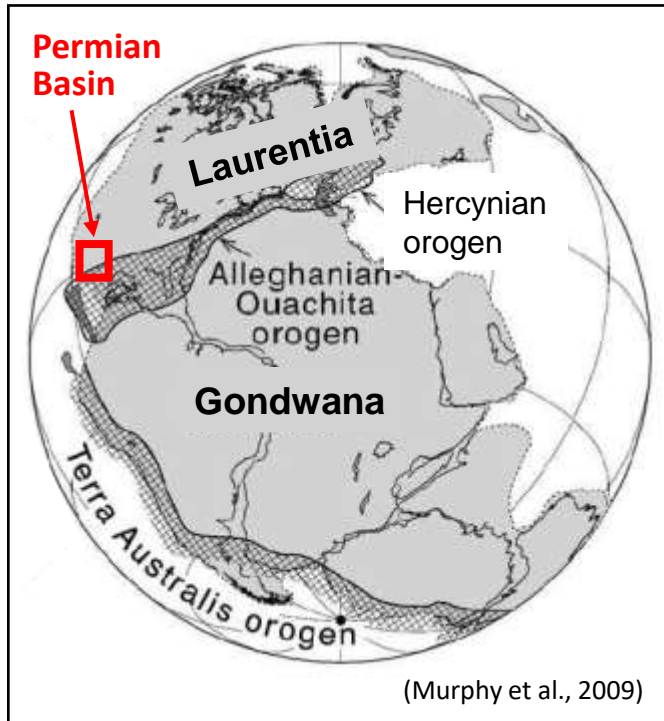 Permian
Basin
Laurentia
Hercynian
orogen
Alleghanian-
Ouachita
orogen
Gondwana
Terra Australis orogen
(Murphy et al., 2009)